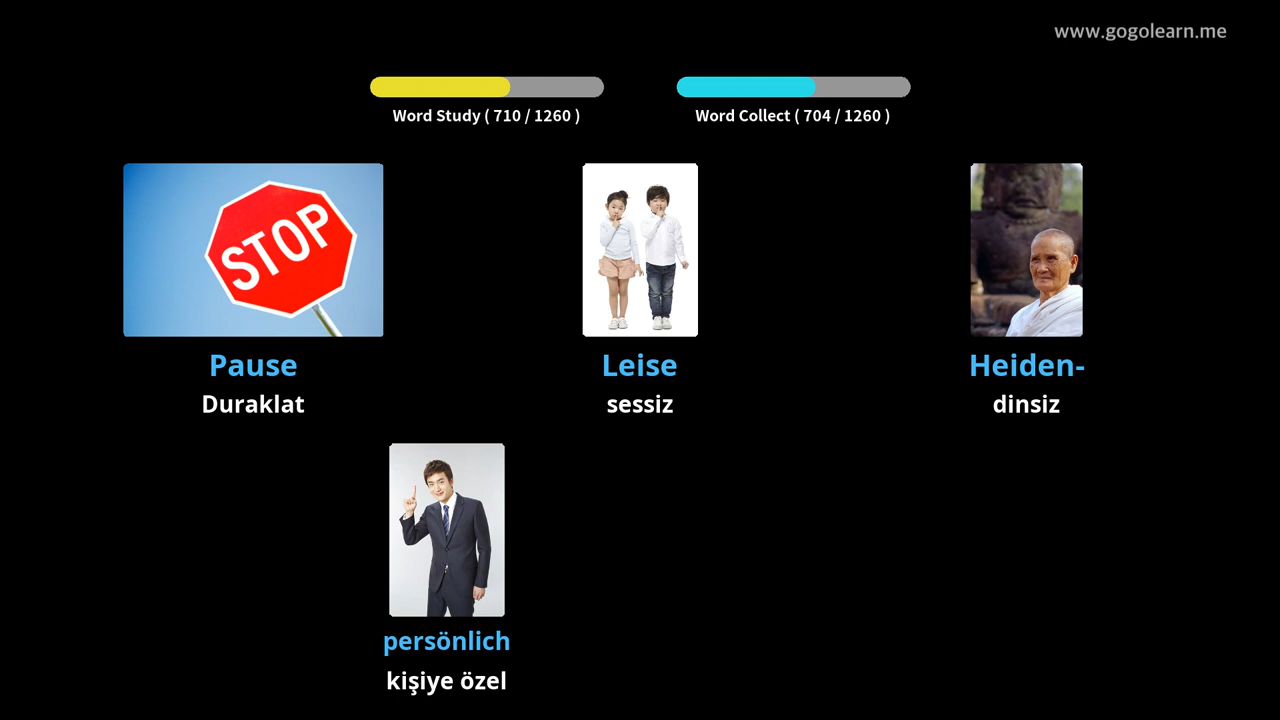 www.gogolearn.me
Word Study ( 710 / 1260 )
Word Collect ( 704 / 1260 )
STOP
Pause
Duraklat
Leise
sessiz
Heiden-
dinsiz
persönlich
kişiye özel